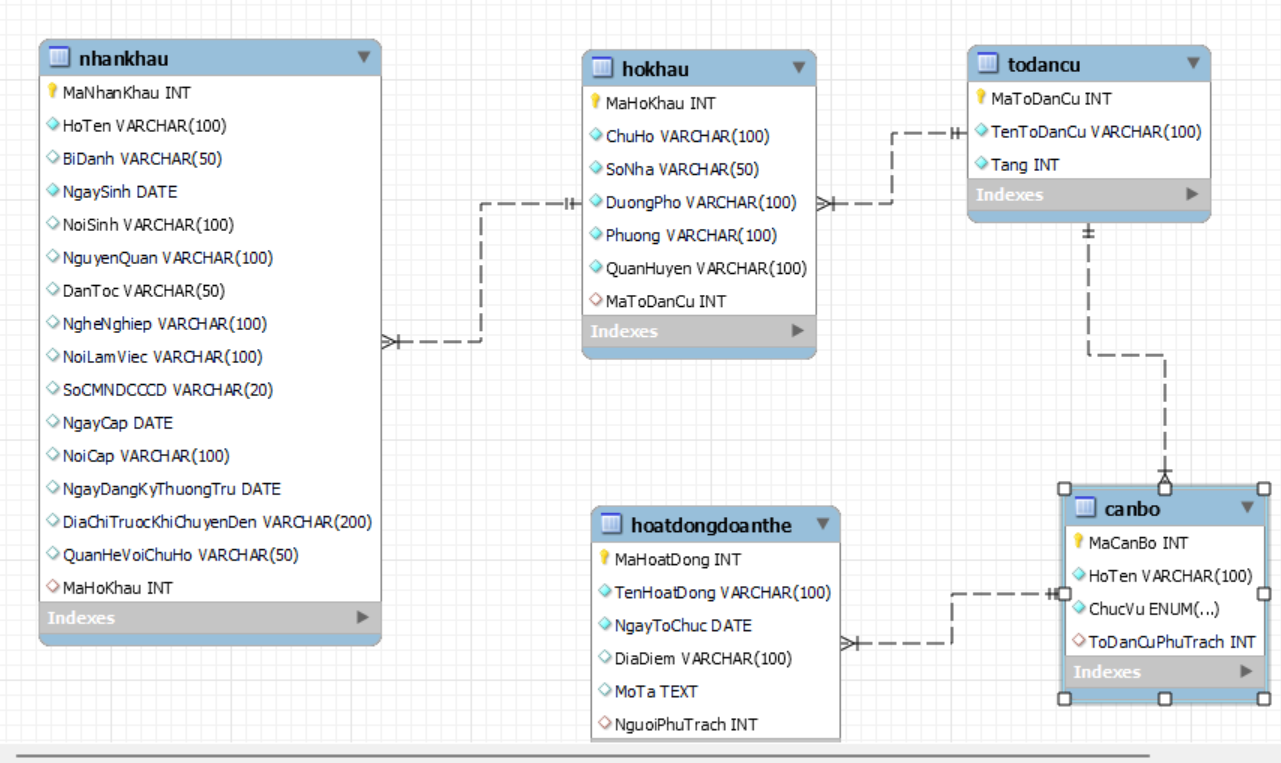 nhankhau
MaNhanKhau INT
HoTen VARCHAR(100)
BiDanh VARCHAR(50)
NgaySinh DATE
NoiSinh VARCHAR(100)
NguyenQuan VARCHAR(100)
DanToc VARCHAR(50)
NgheNghiep VARCHAR(100)
NoiLamViec VARCHAR(100)
SoCMNDCCCD VARCHAR(20)
NgayCap DATE
NoiCap VARCHAR(100)
NgayDangKyThuongTru DATE
DiaChiTruocKhiChuyenDen VARCHAR(200)
QuanHeVoiChuHo VARCHAR(50)
MaHoKhau INT
Indexes
hokhau
MaHoKhau INT
ChuHo VARCHAR(100)
SoNha VARCHAR(50)
DuongPho VARCHAR(100)
Phuong VARCHAR(100)
QuanHuyen VARCHAR(100)
MaToDanCu INT
Indexes
todancu
MaToDanCu INT
TenToDanCu VARCHAR(100)
Tang INT
Indexes
hoatdongdoanthe
MaHoatDong INT
TenHoatDong VARCHAR(100)
NgayToChuc DATE
DiaDiem VARCHAR(100)
MoTa TEXT
NguoiPhuTrach INT
canbo
MaCanBo INT
HoTen VARCHAR(100)
ChucVu ENUM(...)
ToDanCuPhuTrach INT
Indexes